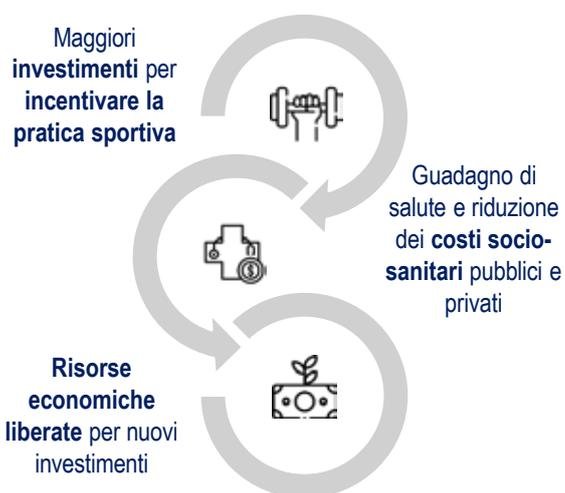 Maggiori
investimenti per
incentivare la
pratica sportiva
Guadagno di
salute e riduzione
dei costi socio-
sanitari pubblici e
privati
Risorse
economiche
liberate per nuovi
investimenti